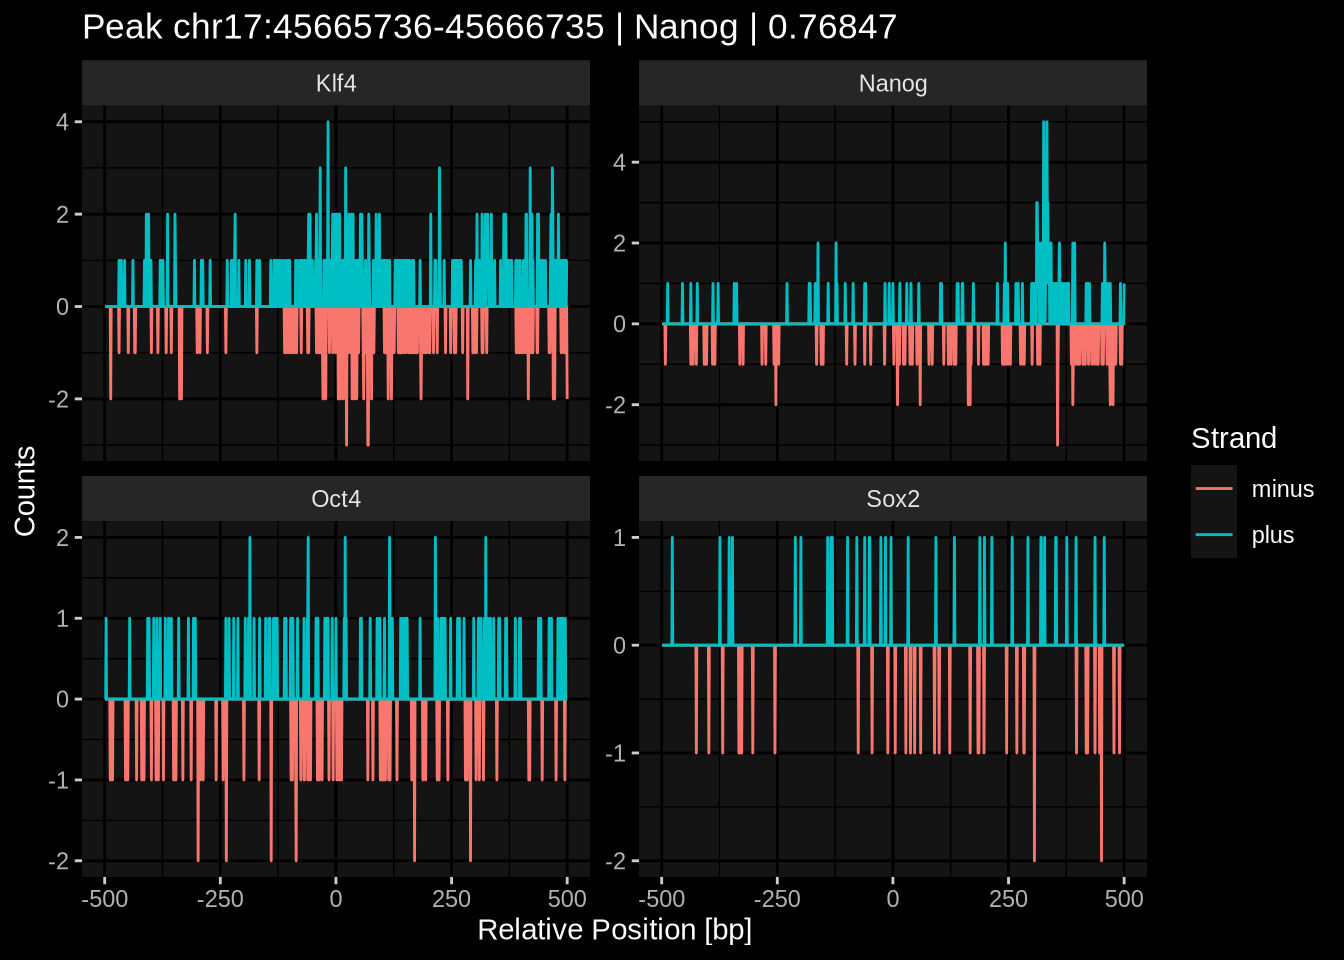 Peak chr17:45665736-45666735 | Nanog | 0.76847
Klf4
Nanog
4
2
0
-2
4
2
0
-2
Counts
Oct4
Sox2
2
1
0
-1
-2
1
0
-1
-2
-500 -250 0 250 500
-500 -250 0 250 500
Relative Position [bp]
Strand
minus
plus